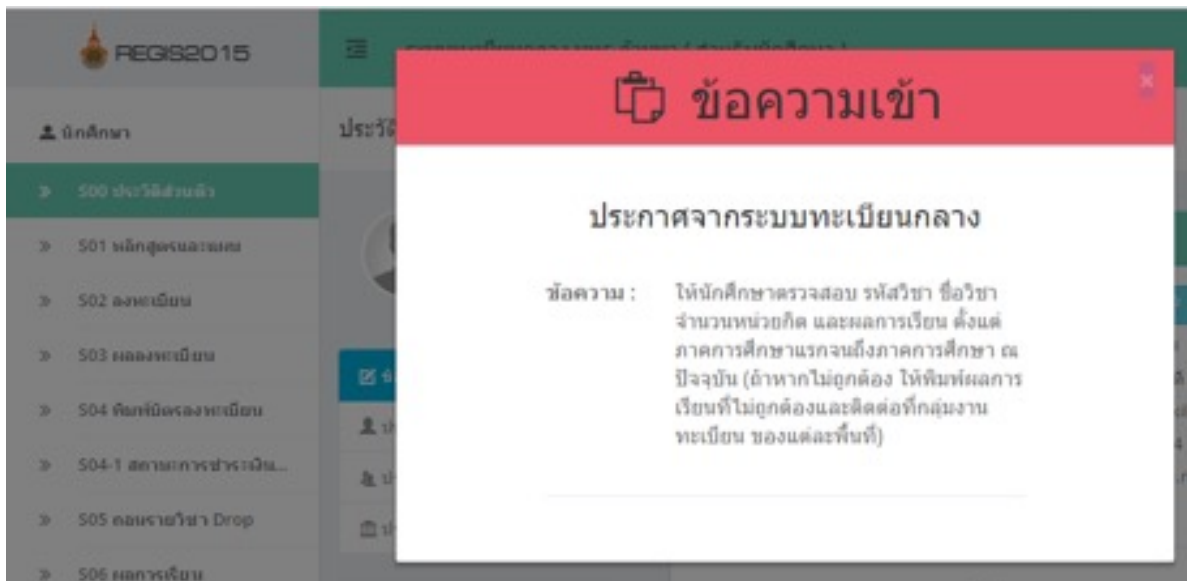 REGIS2015
ข้อความเข้า
×
นักศึกษา
ประวัติ
S00 ประวัติส่วนตัว
S01 หลักสูตรและแผน
S02 ลงทะเบียน
S03 ผลลงทะเบียน
S04 พิมพ์บัตรลงทะเบียน
S04-1 สถานะการชำระเงิน...
S05 ถอนรายวิชา Drop
S06 ผลการเรียน
ประกาศจากระบบทะเบียนกลาง
ข้อความ :
ให้นักศึกษาตรวจสอบ รหัสวิชา ชื่อวิชา
จำนวนหน่วยกิต และผลการเรียน ตั้งแต่
ภาคการศึกษาแรกจนถึงภาคการศึกษา ณ
ปัจจุบัน (ถ้าหากไม่ถูกต้อง ให้พิมพ์ผลการ
เรียนที่ไม่ถูกต้องและติดต่อที่กลุ่มงาน
ทะเบียน ของแต่ละพื้นที่)